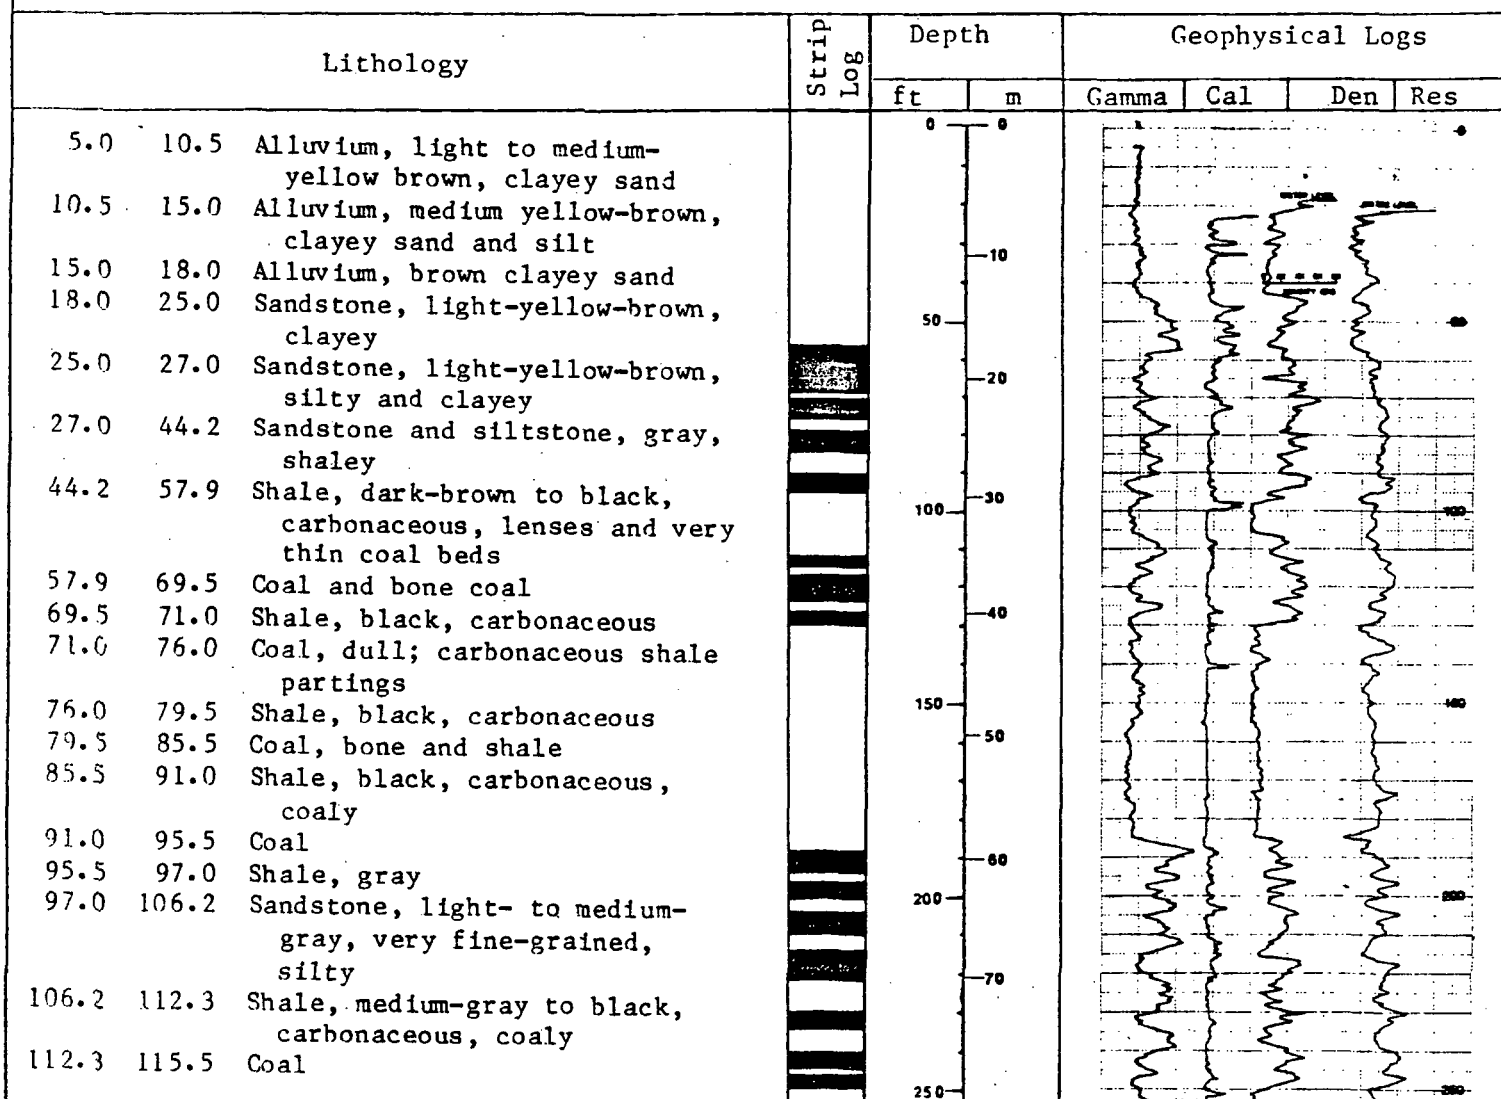 Lithology
Strip Log
Depth
Geophysical Logs
ft m
Gamma Cal Den Res
5.0 10.5 Alluvium, light to medium-
yellow brown, clayey sand
10.5 15.0 Alluvium, medium yellow-brown,
clayey sand and silt
15.0 18.0 Alluvium, brown clayey sand
18.0 25.0 Sandstone, light-yellow-brown,
clayey
25.0 27.0 Sandstone, light-yellow-brown,
silty and clayey
27.0 44.2 Sandstone and siltstone, gray,
shaley
44.2 57.9 Shale, dark-brown to black,
carbonaceous, lenses and very
thin coal beds
57.9 69.5 Coal and bone coal
69.5 71.0 Shale, black, carbonaceous
71.0 76.0 Coal, dull; carbonaceous shale
partings
76.0 79.5 Shale, black, carbonaceous
79.5 85.5 Coal, bone and shale
85.5 91.0 Shale, black, carbonaceous,
coaly
91.0 95.5 Coal
95.5 97.0 Shale, gray
97.0 106.2 Sandstone, light- to medium-
gray, very fine-grained,
silty
106.2 112.3 Shale, medium-gray to black,
carbonaceous, coaly
112.3 115.5 Coal
0 0
10
50
20
100 30
40
150
50
60
200
70
250
WATER LEVEL
100
200
250